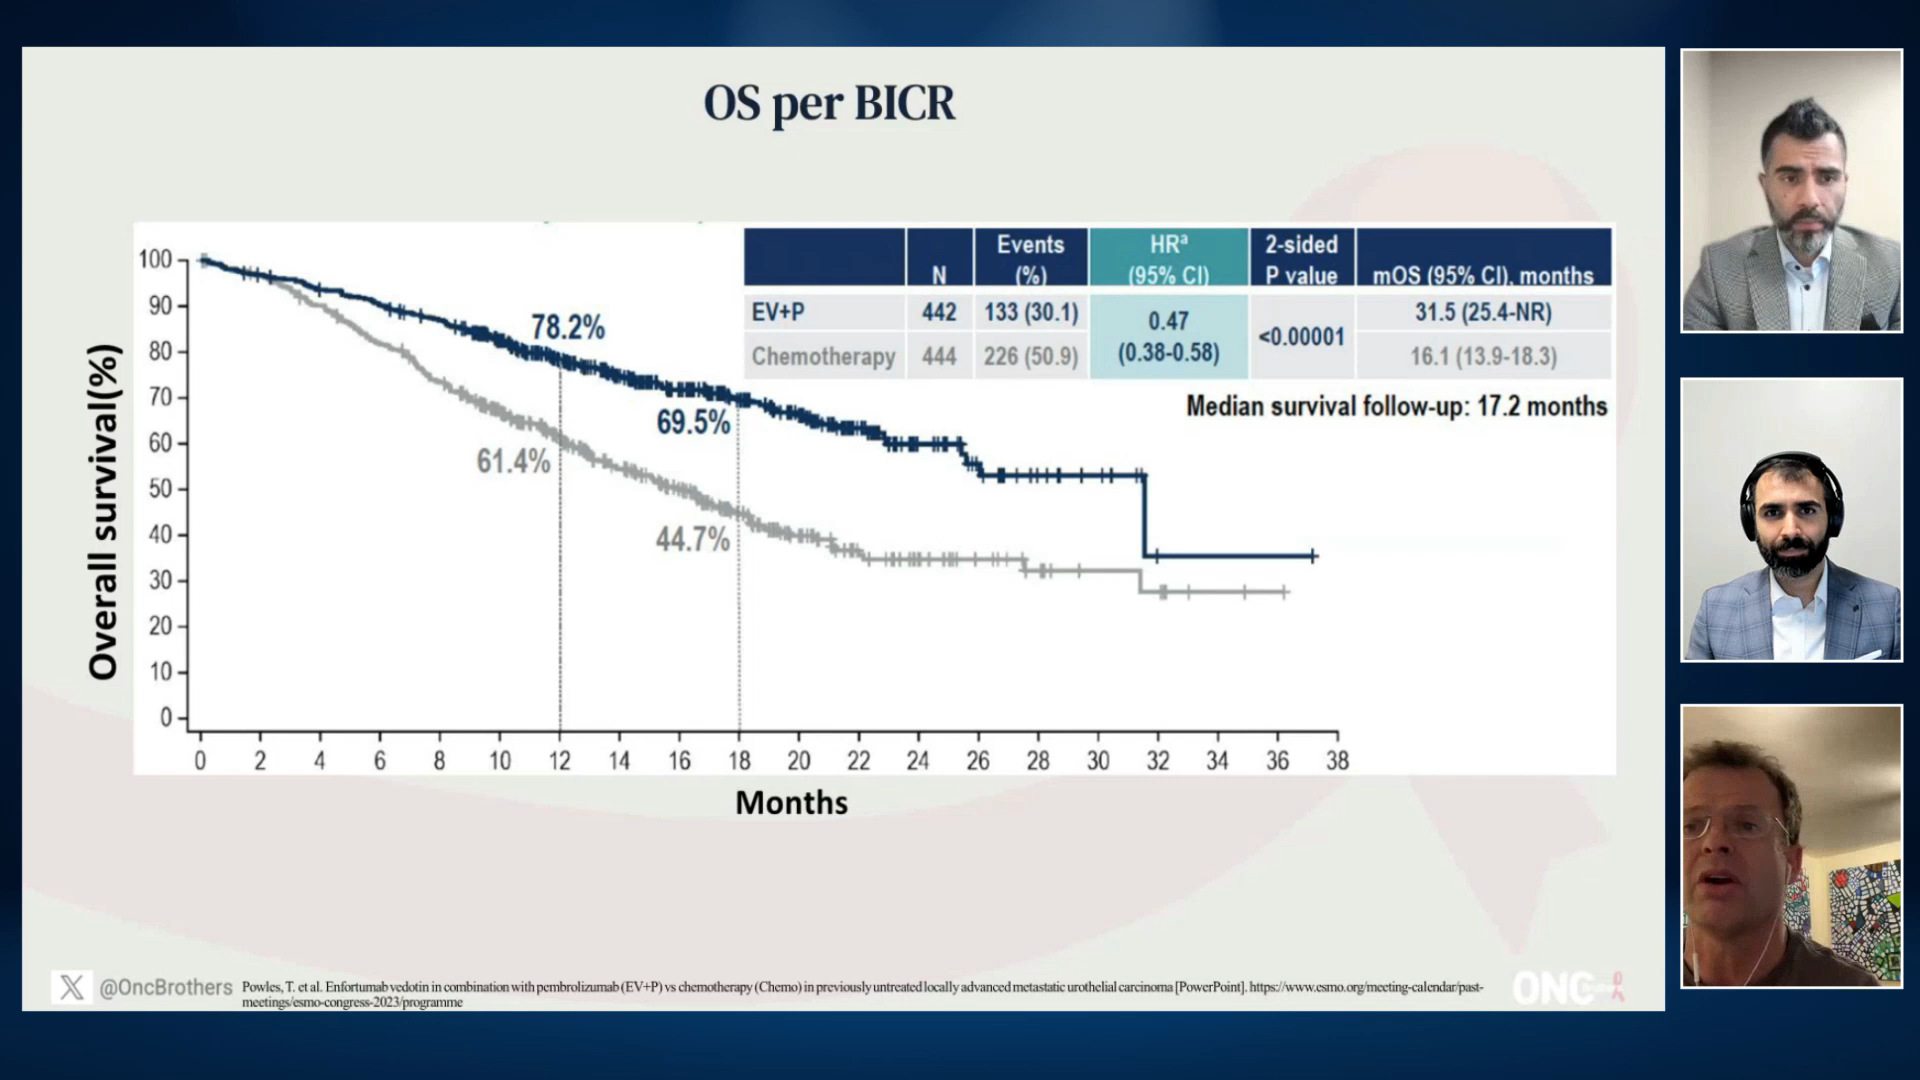 OS per BICR
Overall survival(%)
100
90
80
70
60
50
40
30
20
10
0
78.2%
61.4%
69.5%
44.7%
N
Events (%)
HRª (95% CI)
2-sided P value
mOS (95% CI), months
EV+P 442 133 (30.1) 31.5 (25.4-NR)
0.47 (0.38-0.58) <0.00001
Chemotherapy 444 226 (50.9) 16.1 (13.9-18.3)
Median survival follow-up: 17.2 months
0 2 4 6 8 10 12 14 16 18 20 22 24 26 28 30 32 34 36 38
Months
X @OncBrothers
Powles, T. et al. Enfortumab vedotin in combination with pembrolizumab (EV+P) vs chemotherapy (Chemo) in previously untreated locally advanced metastatic urothelial carcinoma [PowerPoint]. https://www.esmo.org/meeting-calendar/past-
meetings/esmo-congress-2023/programme
ONC